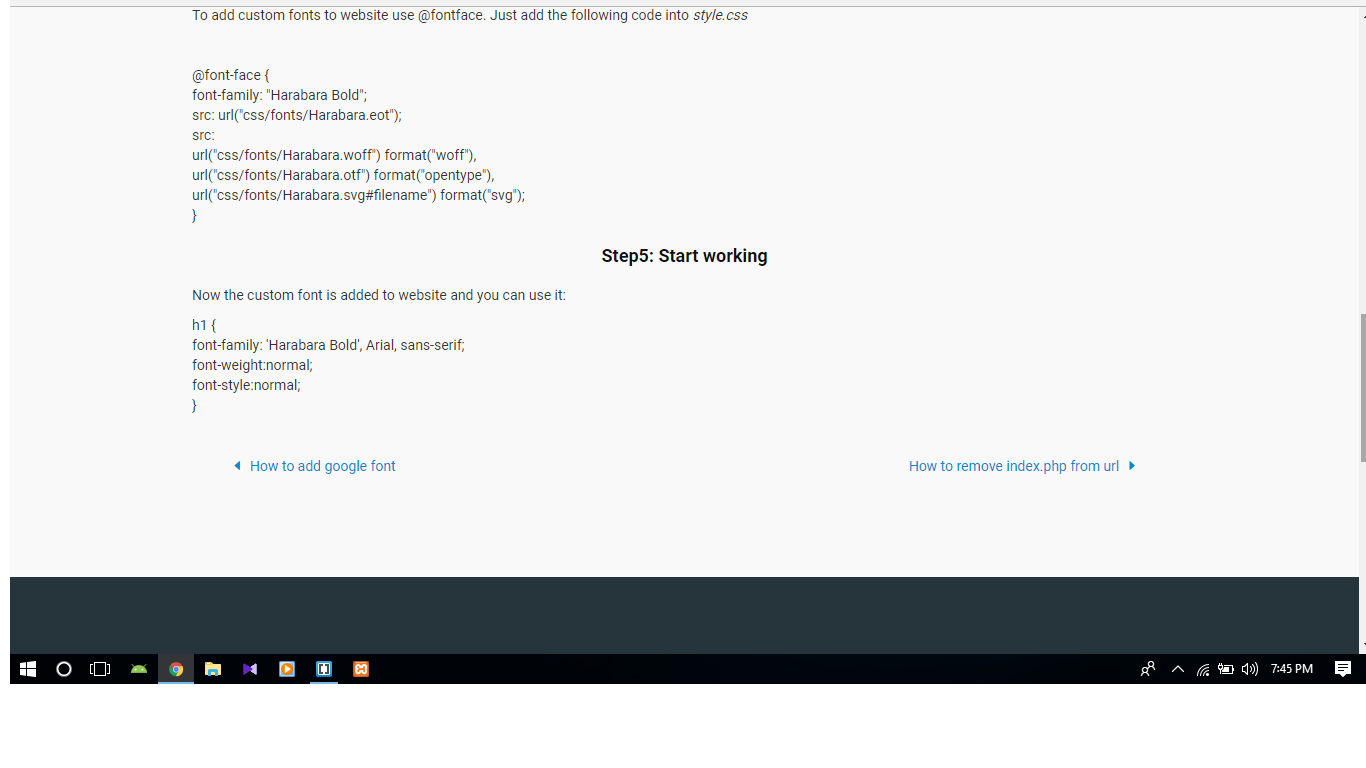 To add custom fonts to website use @fontface. Just add the following code into style.css
@font-face {
font-family: "Harabara Bold";
src: url("css/fonts/Harabara.eot");
src:
url("css/fonts/Harabara.woff") format("woff"),
url("css/fonts/Harabara.otf") format("opentype"),
url("css/fonts/Harabara.svg#filename") format("svg");
}
Step5: Start working
Now the custom font is added to website and you can use it:
h1 {
font-family: 'Harabara Bold', Arial, sans-serif;
font-weight:normal;
font-style:normal;
}
How to add google font
How to remove index.php from url
7:45 PM